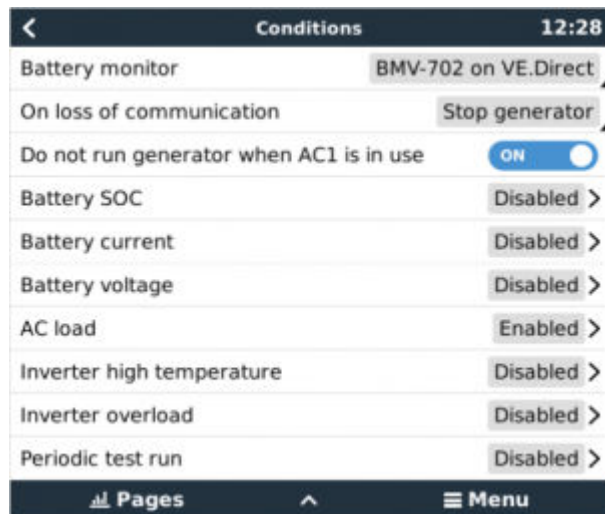 Conditions 12:28
Battery monitor BMV-702 on VE.Direct
On loss of communication Stop generator
Do not run generator when AC1 is in use ON
Battery SOC Disabled
Battery current Disabled
Battery voltage Disabled
AC load Enabled
Inverter high temperature Disabled
Inverter overload Disabled
Periodic test run Disabled
Pages Menu